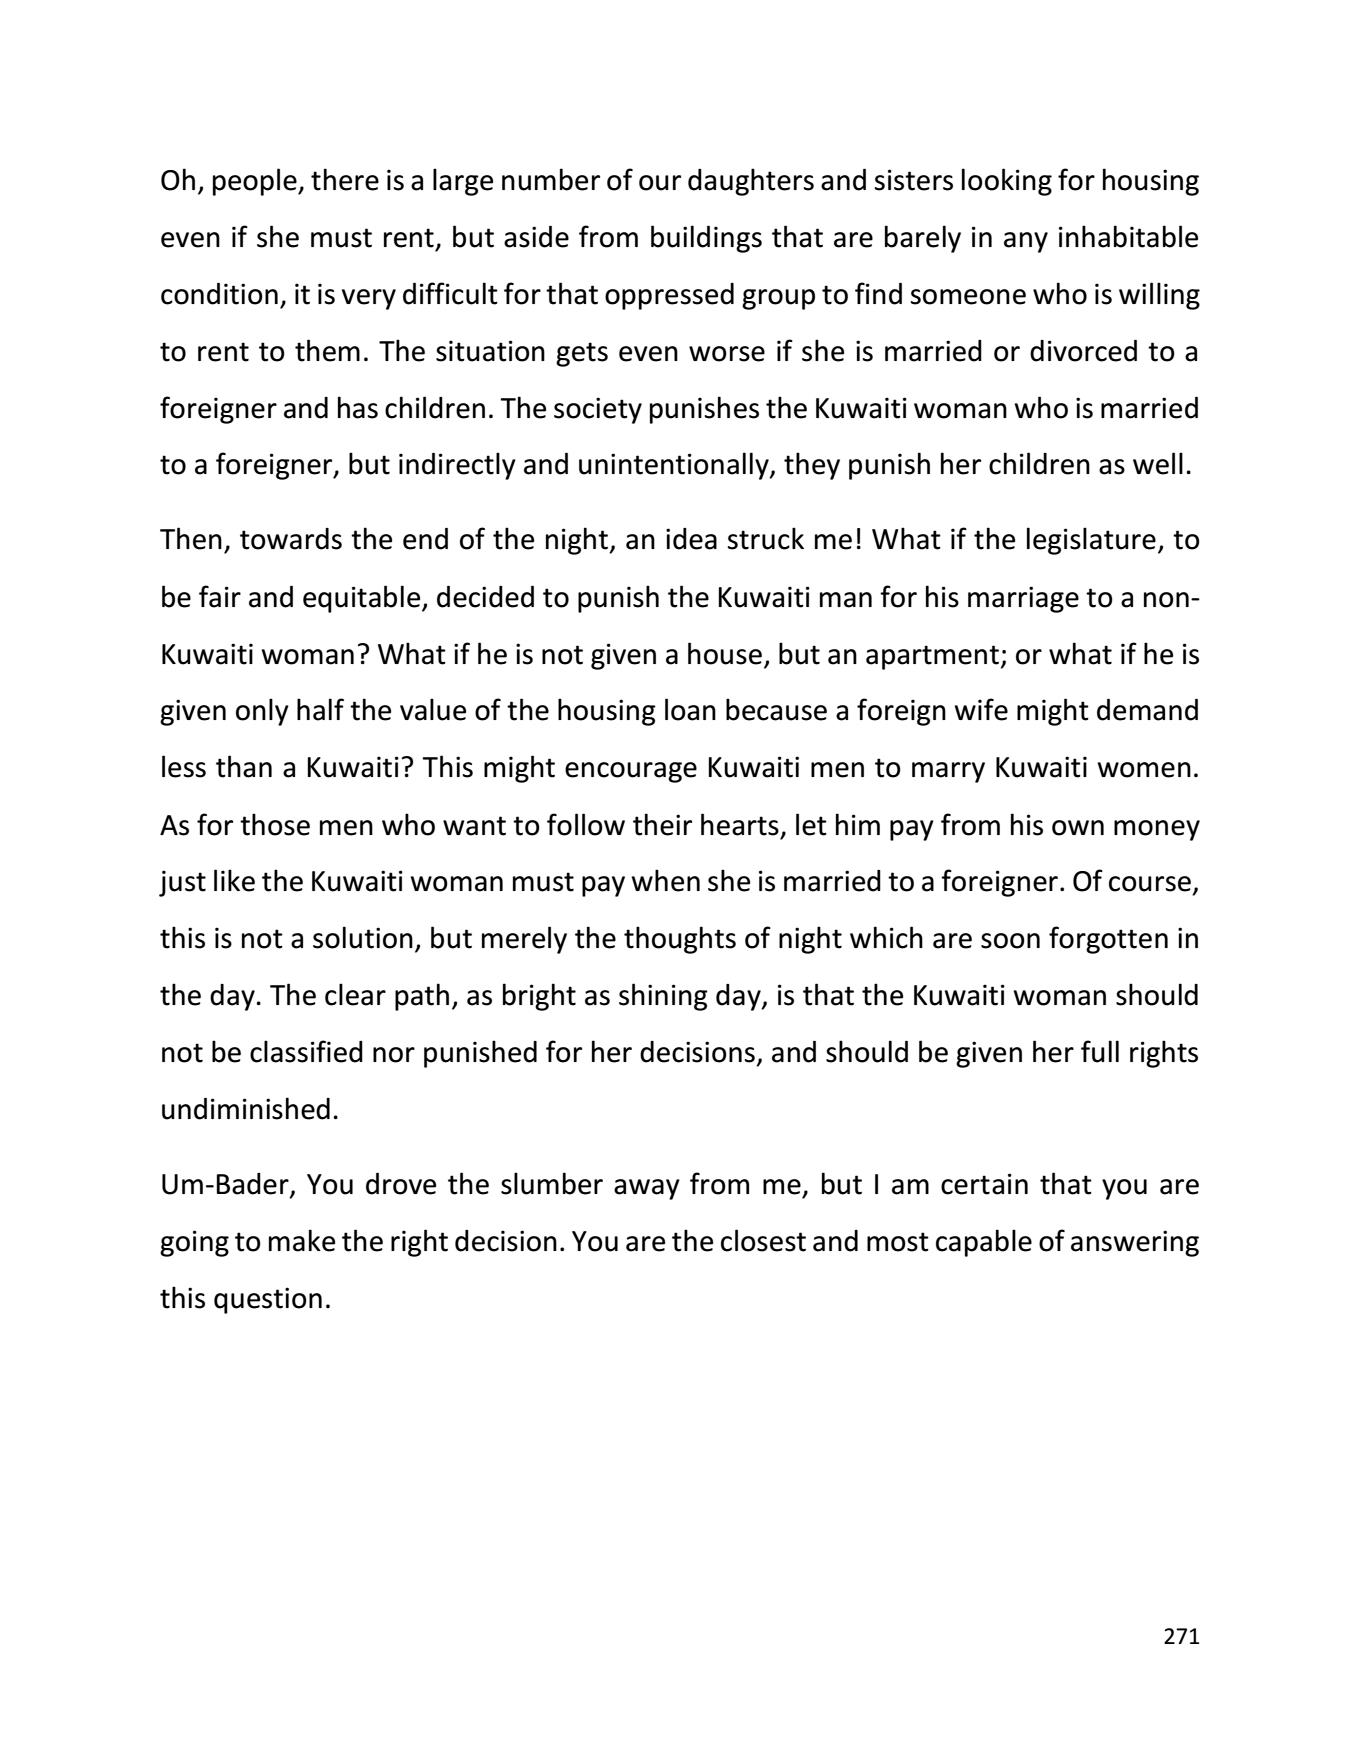 Oh, people, there is a large number of our daughters and sisters looking for housing
even if she must rent, but aside from buildings that are barely in any inhabitable
condition, it is very difficult for that oppressed group to find someone who is willing
to rent to them. The situation gets even worse if she is married or divorced to a
foreigner and has children. The society punishes the Kuwaiti woman who is married
to a foreigner, but indirectly and unintentionally, they punish her children as well.
Then, towards the end of the night, an idea struck me! What if the legislature, to
be fair and equitable, decided to punish the Kuwaiti man for his marriage to a non-
Kuwaiti woman? What if he is not given a house, but an apartment; or what if he is
given only half the value of the housing loan because a foreign wife might demand
less than a Kuwaiti? This might encourage Kuwaiti men to marry Kuwaiti women.
As for those men who want to follow their hearts, let him pay from his own money
just like the Kuwaiti woman must pay when she is married to a foreigner. Of course,
this is not a solution, but merely the thoughts of night which are soon forgotten in
the day. The clear path, as bright as shining day, is that the Kuwaiti woman should
not be classified nor punished for her decisions, and should be given her full rights
undiminished.
Um-Bader, You drove the slumber away from me, but I am certain that you are
going to make the right decision. You are the closest and most capable of answering
this question.
271